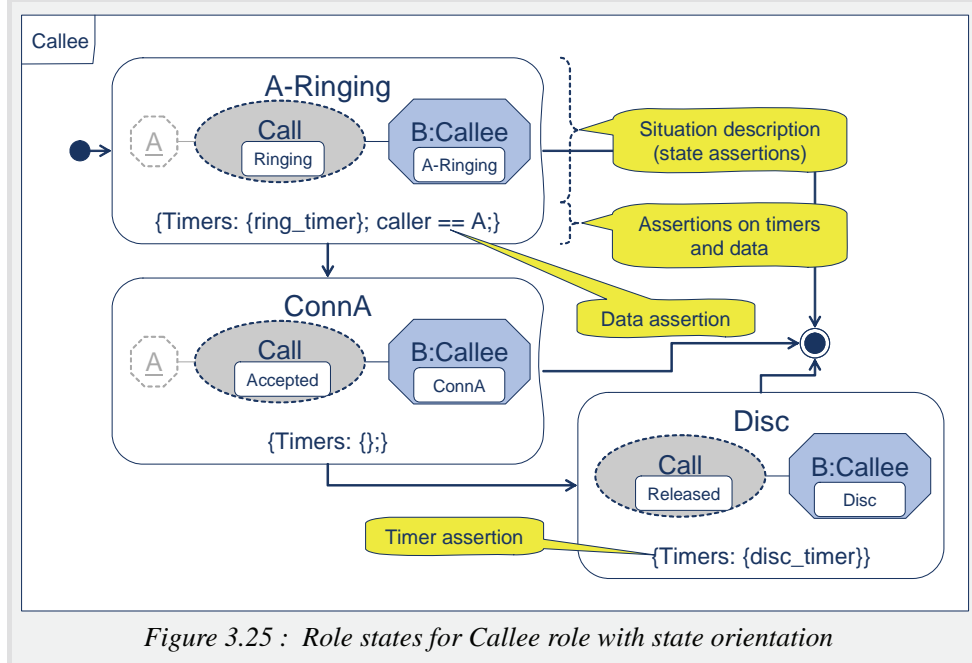 Callee
A-Ringing
A
Call
Ringing
B:Callee
A-Ringing
{Timers: {ring_timer}; caller == A;}
Situation description
(state assertions)
Assertions on timers
and data
Data assertion
ConnA
A
Call
Accepted
B:Callee
ConnA
{Timers: {};}
Disc
Call
Released
B:Callee
Disc
Timer assertion
{Timers: {disc_timer}}
Figure 3.25 : Role states for Callee role with state orientation